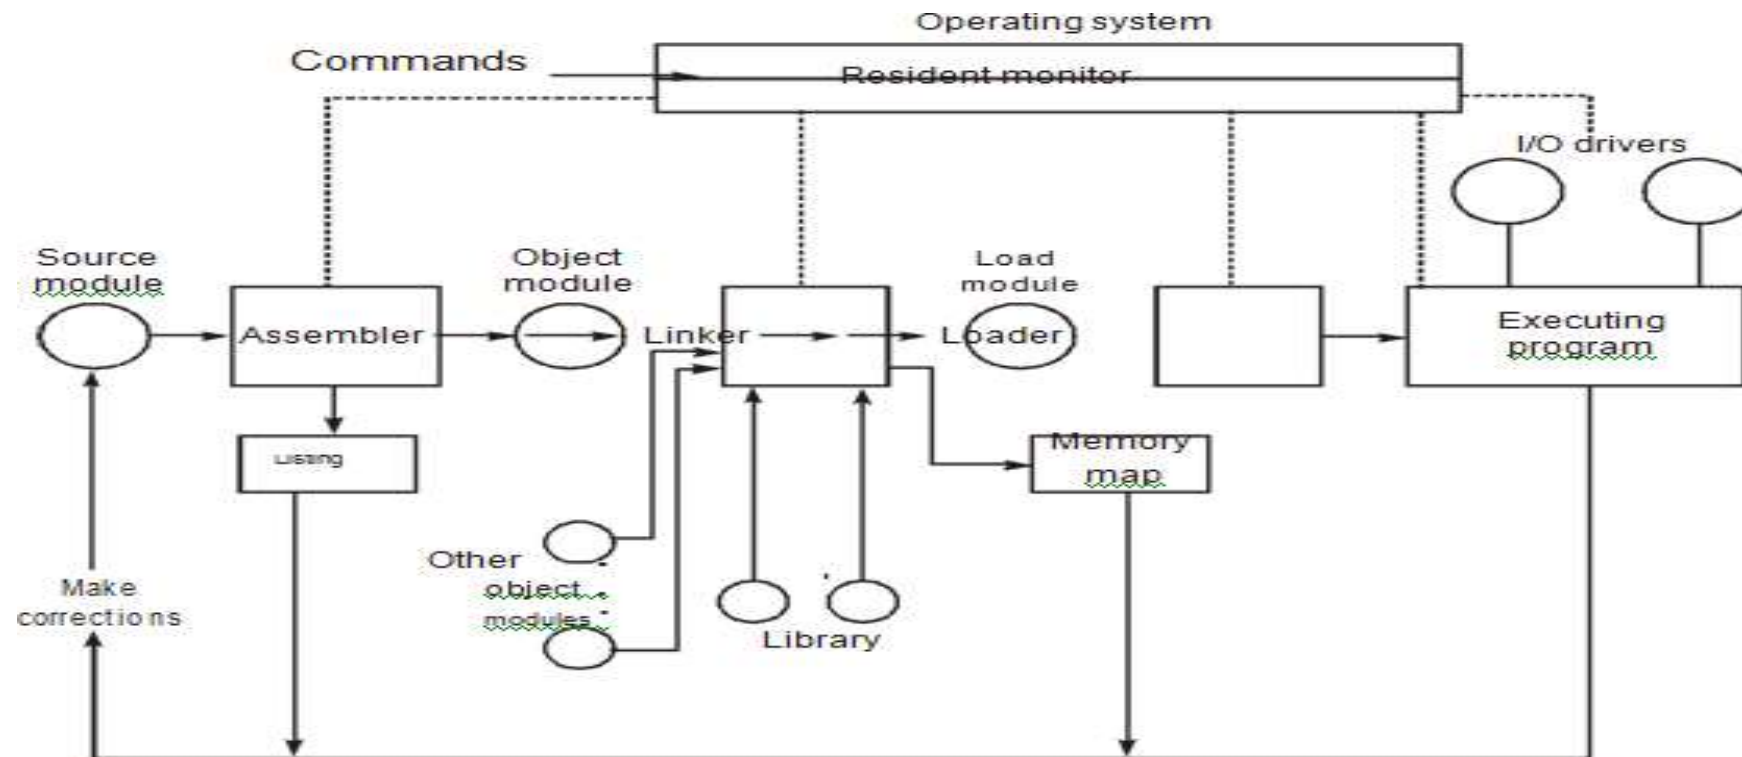 Operating system
Commands
Resident monitor
I/O drivers
Source
module
Object
module
Load
module
Assembler
Linker
Loader
Executing
program
Listing
Memory
map
Other
object
modules
Make
corrections
Library